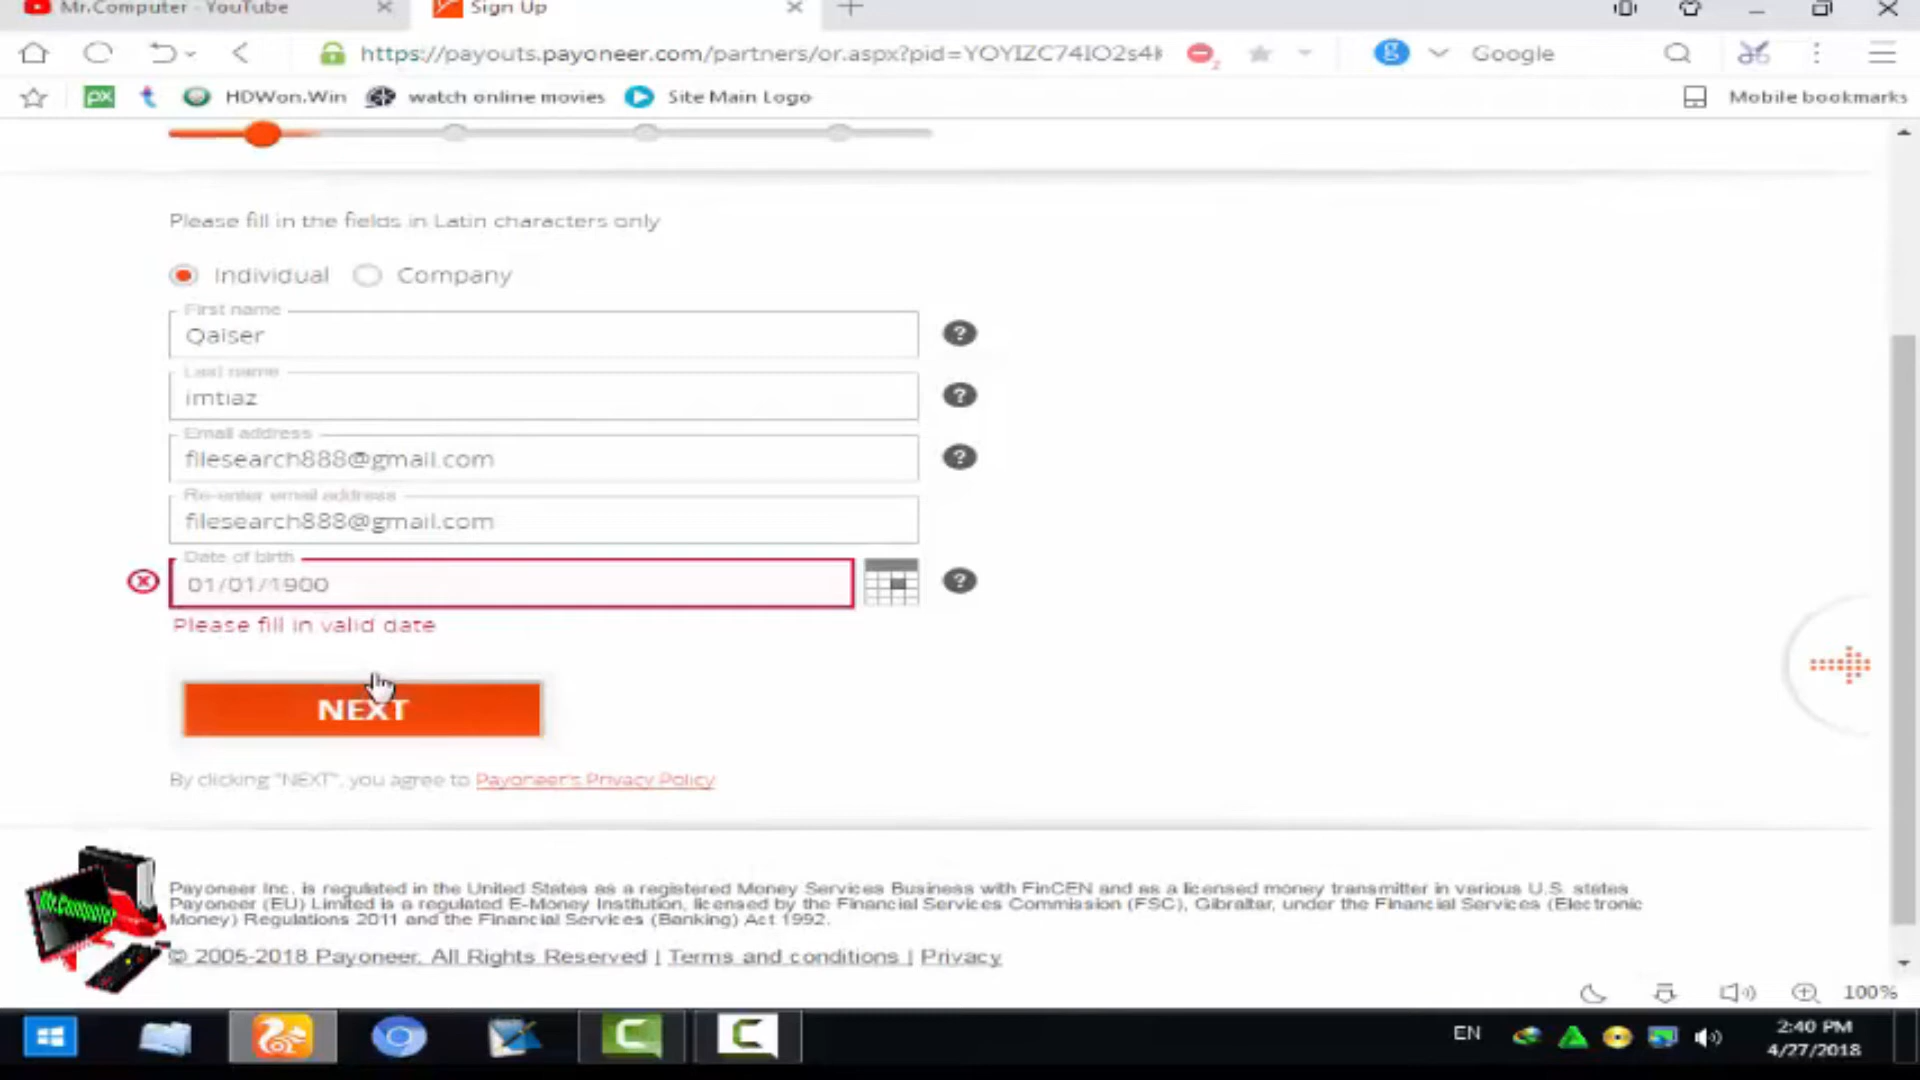 Mr.Computer - YouTube
Sign Up
https://payouts.payoneer.com/partners/or.aspx?pid=YOYIZC74IO2s4
Google
HDWon.Win
watch online movies
Site Main Logo
Mobile bookmarks
Please fill in the fields in Latin characters only
Individual
Company
First name
Qaiser
Last name
imtiaz
Email address
filesearch888@gmail.com
Re-enter email address
filesearch888@gmail.com
Date of birth
01/01/1900
Please fill in valid date
NEXT
By clicking "NEXT", you agree to Payoneer's Privacy Policy
Mr.Computer
Payoneer Inc. is regulated in the United States as a registered Money Services Business with FinCEN and as a licensed money transmitter in various U.S. states
Payoneer (EU) Limited is a regulated E-Money Institution, licensed by the Financial Services Commission (FSC), Gibraltar, under the Financial Services (Electronic
Money) Regulations 2011 and the Financial Services (Banking) Act 1992.
© 2005-2018 Payoneer, All Rights Reserved | Terms and conditions | Privacy
100%
EN
2:40 PM
4/27/2018